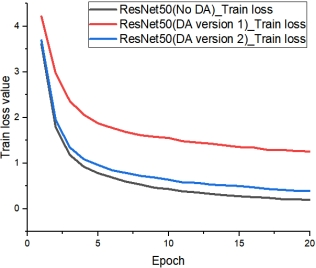 ResNet50(No DA)_Train loss
ResNet50(DA version 1)_Train loss
ResNet50(DA version 2)_Train loss
4
3
2
1
0
Train loss value
0
5
10
15
20
Epoch